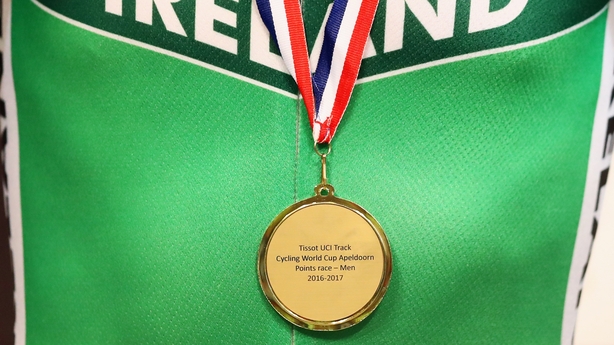 IRELAND
Tissot UCI Track
Cycling World Cup Apeldoorn
Points race – Men
2016-2017